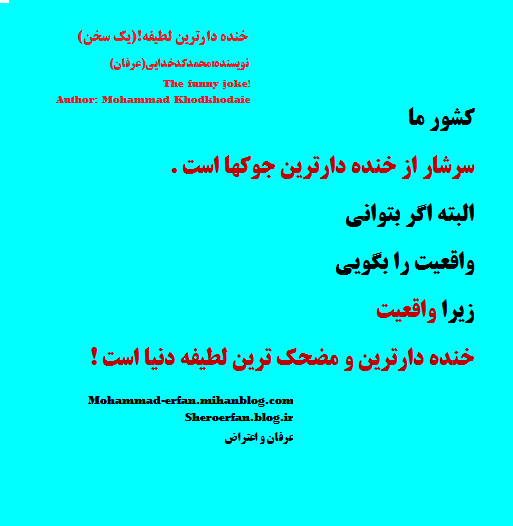 خنده دارترین لطیفه!(یک سخن)
نویسنده:محمدکدخدایی(عرفان)
The funny joke!
Author: Mohammad Khodkhodaie
کشور ما
سرشار از خنده دارترین جوکها است .
البته اگر بتوانی
واقعیت را بگویی
زیرا واقعیت
خنده دارترین و مضحک ترین لطیفه دنیا است !
Mohammad-erfan.mihanblog.com
Sheroerfan.blog.ir
عرفان و اعتراض